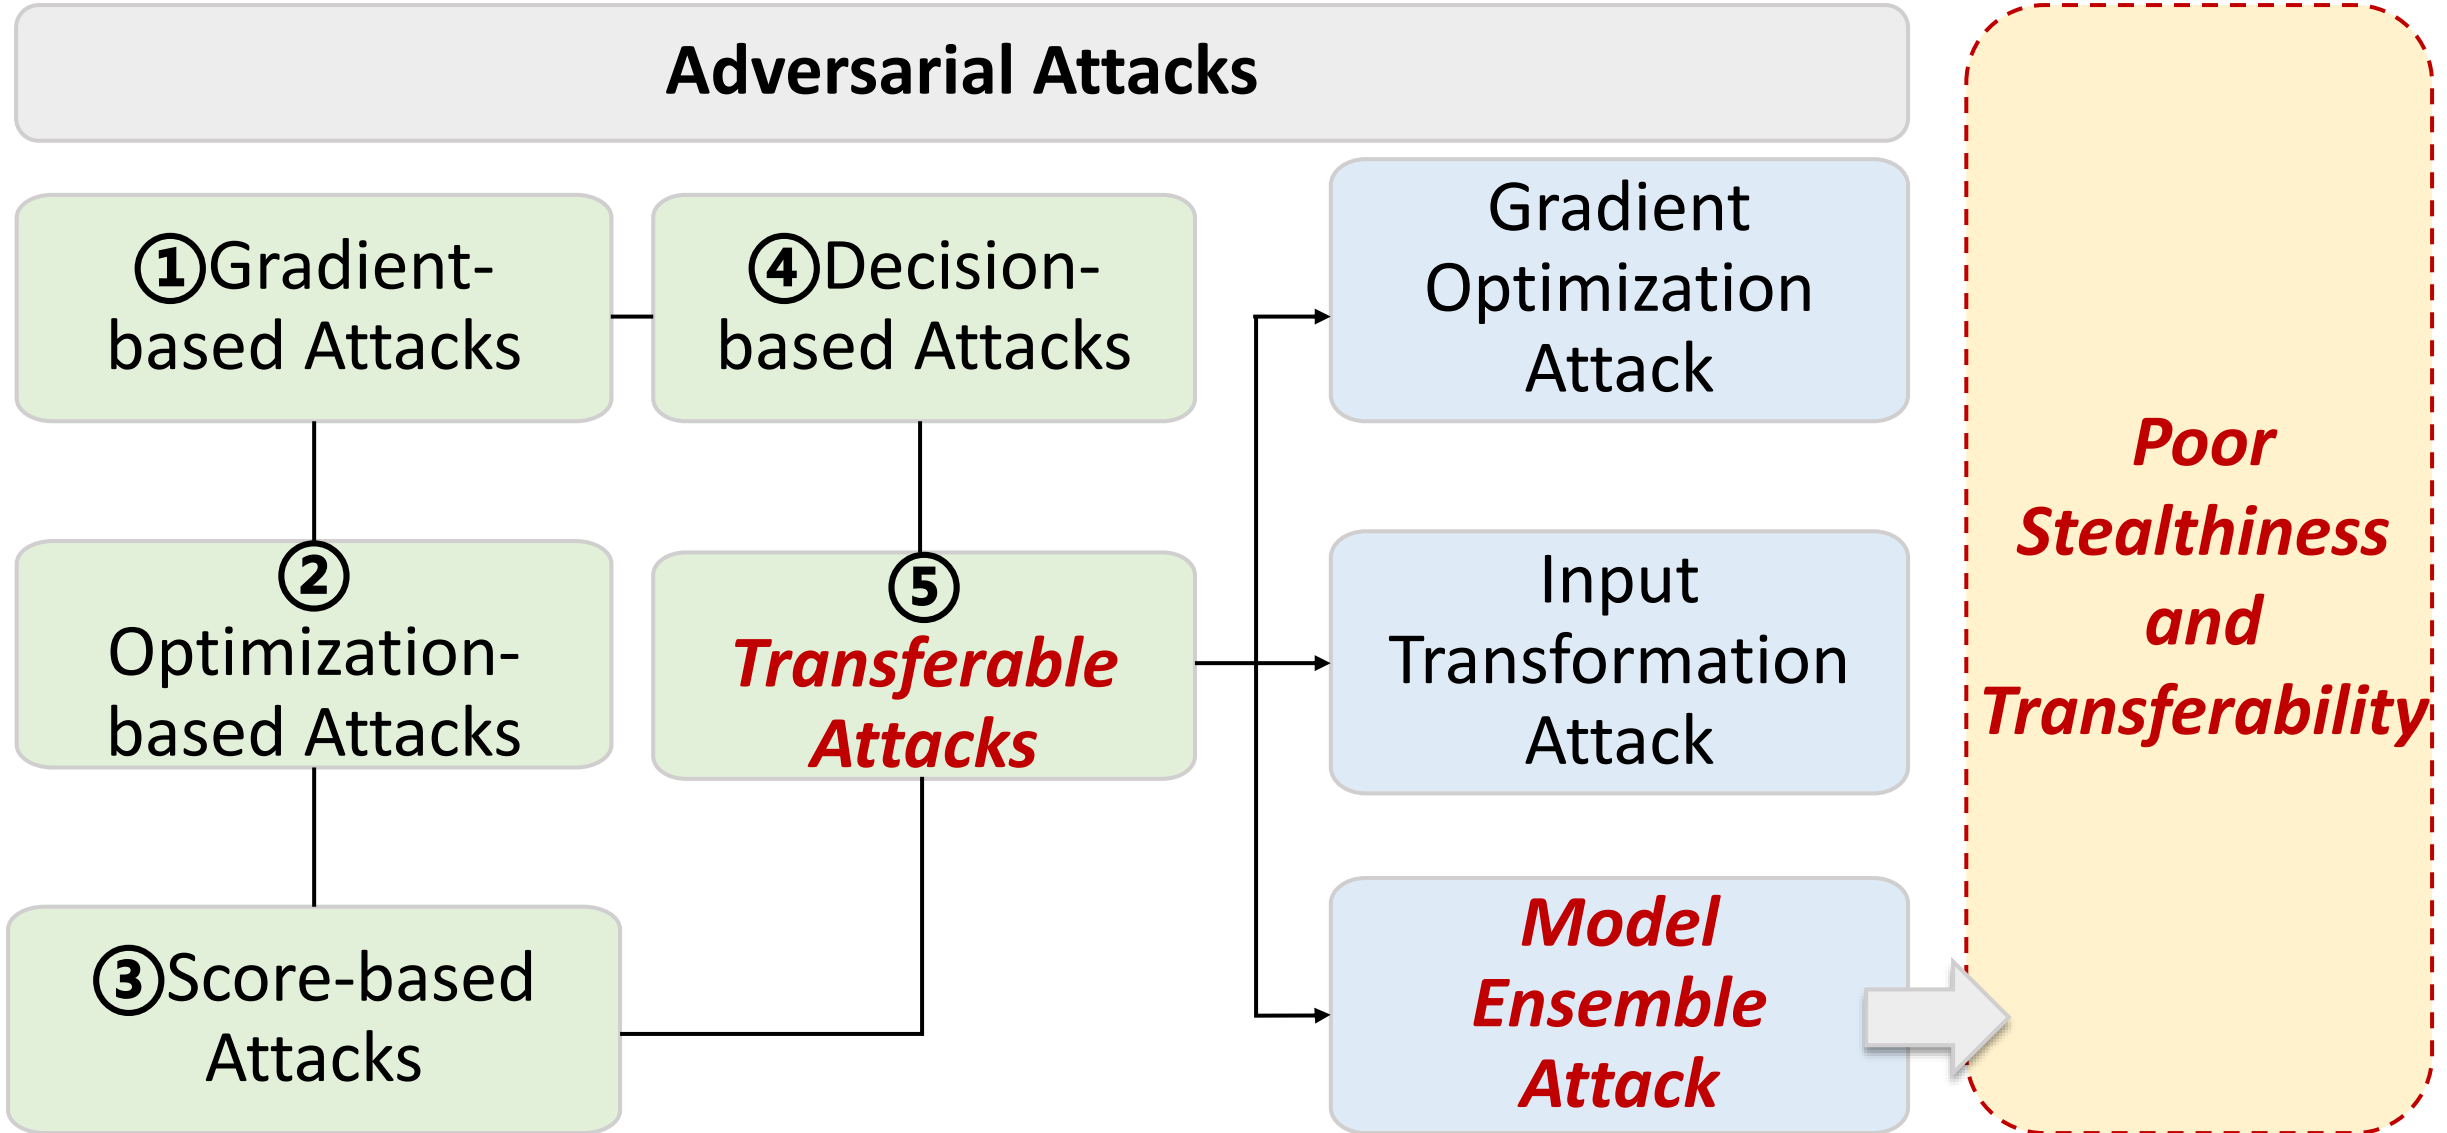 Adversarial Attacks
①Gradient-
based Attacks
②
Optimization-
based Attacks
③Score-based
Attacks
④Decision-
based Attacks
⑤
Transferable
Attacks
Gradient
Optimization
Attack
Input
Transformation
Attack
Model
Ensemble
Attack
Poor
Stealthiness
and
Transferability